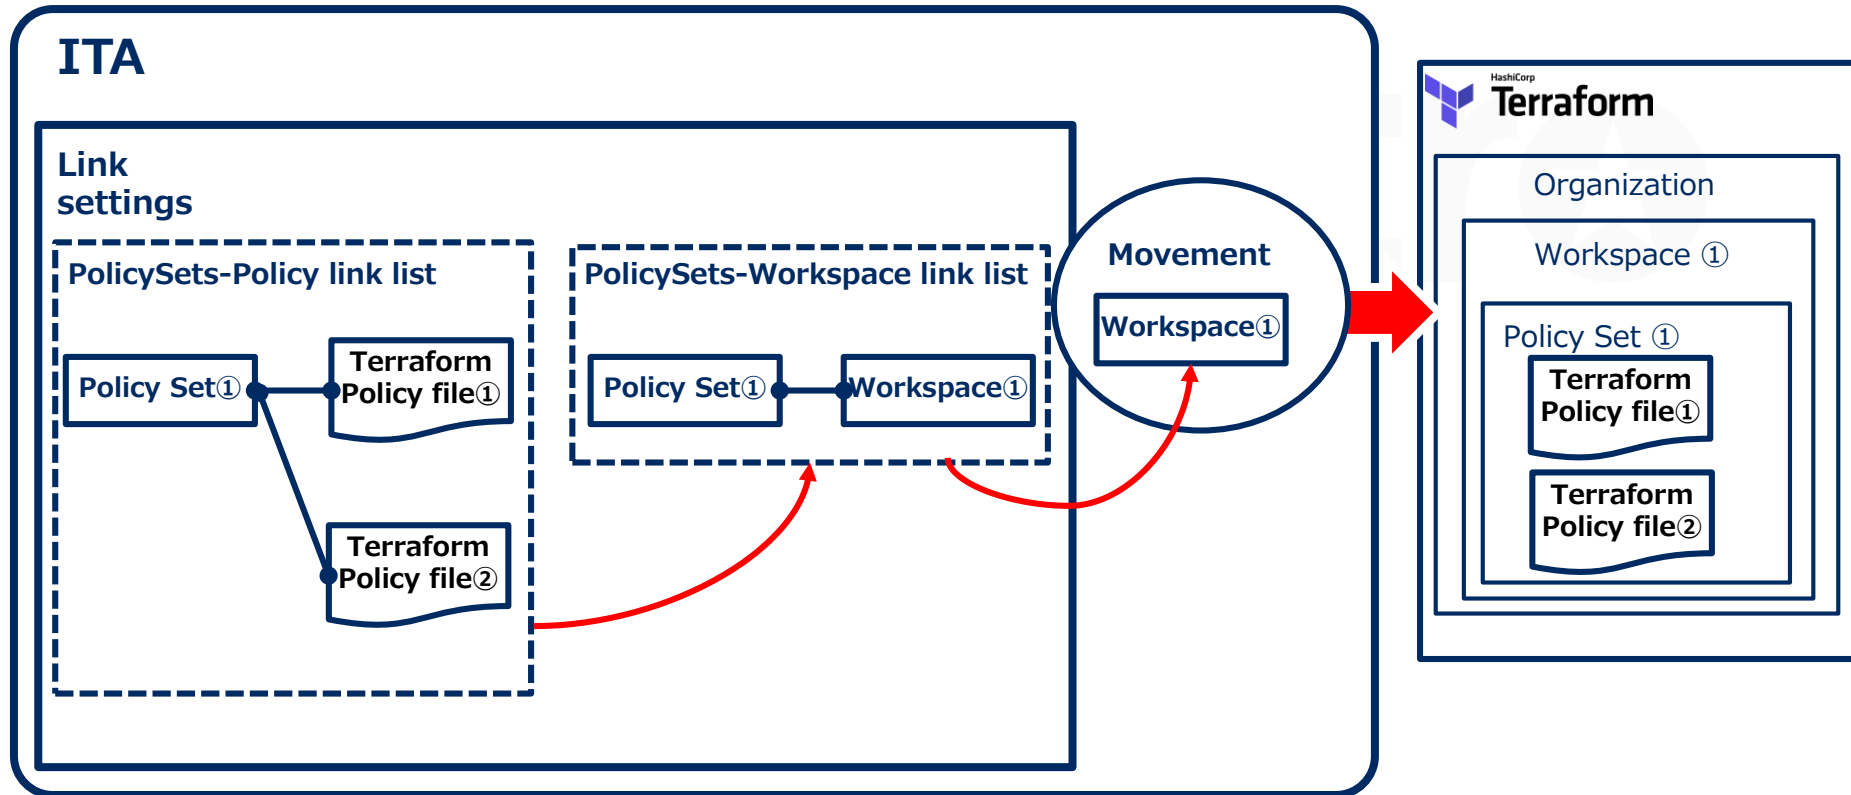 ITA
Link
settings
PolicySets-Policy link list
Policy Set①
Terraform
Policy file①
Terraform
Policy file②
PolicySets-Workspace link list
Policy Set①
Workspace①
Movement
Workspace①
HashiCorp
Terraform
Organization
Workspace ①
Policy Set ①
Terraform
Policy file①
Terraform
Policy file②